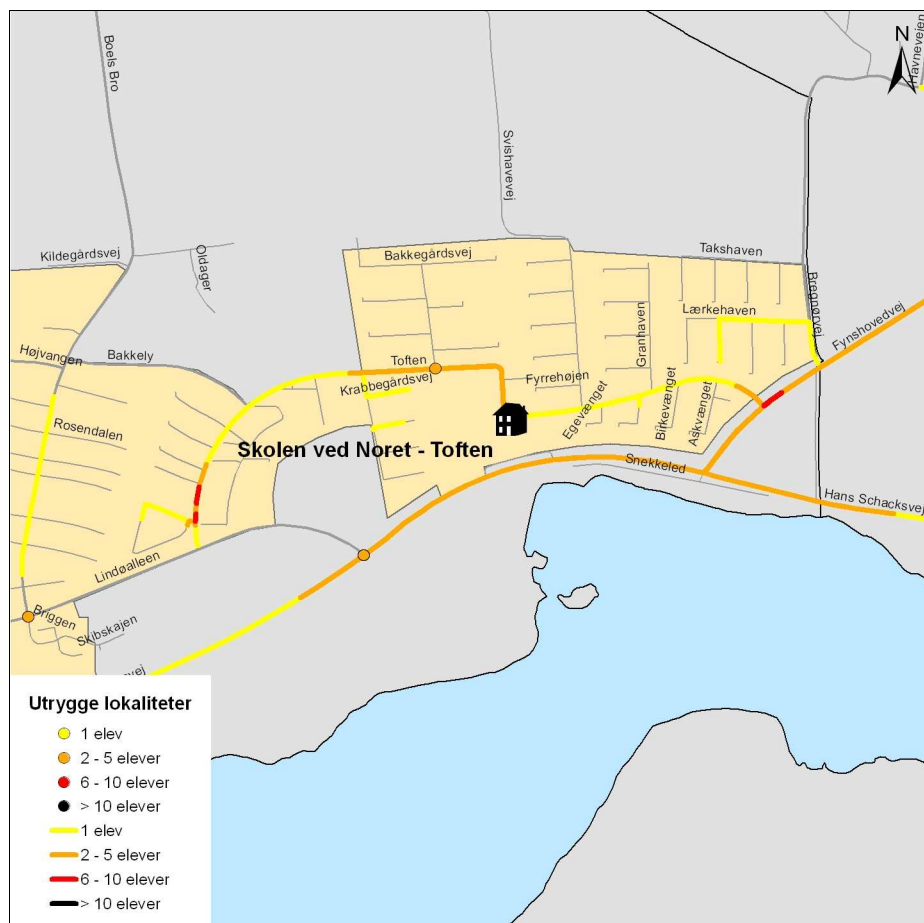 Boels Bro
N
Havnevejen
Svishavevej
Kildegårdsvej
Oldager
Bakkegårdsvej
Takshaven
Bregnørvej
Lærkehaven
Fynshovedvej
Højvangen
Bakkely
Toften
Granhaven
Krabbegårdsvej
Fyrrehøjen
Rosendalen
Egevænget
Birkevænget
Askvænget
Skolen ved Noret - Toften
Snekkeled
Hans Schacksvej
Lindøalleen
Briggen
Skibskajen
vej
Utrygge lokaliteter
1 elev
2 - 5 elever
6 - 10 elever
> 10 elever
1 elev
2 - 5 elever
6 - 10 elever
> 10 elever